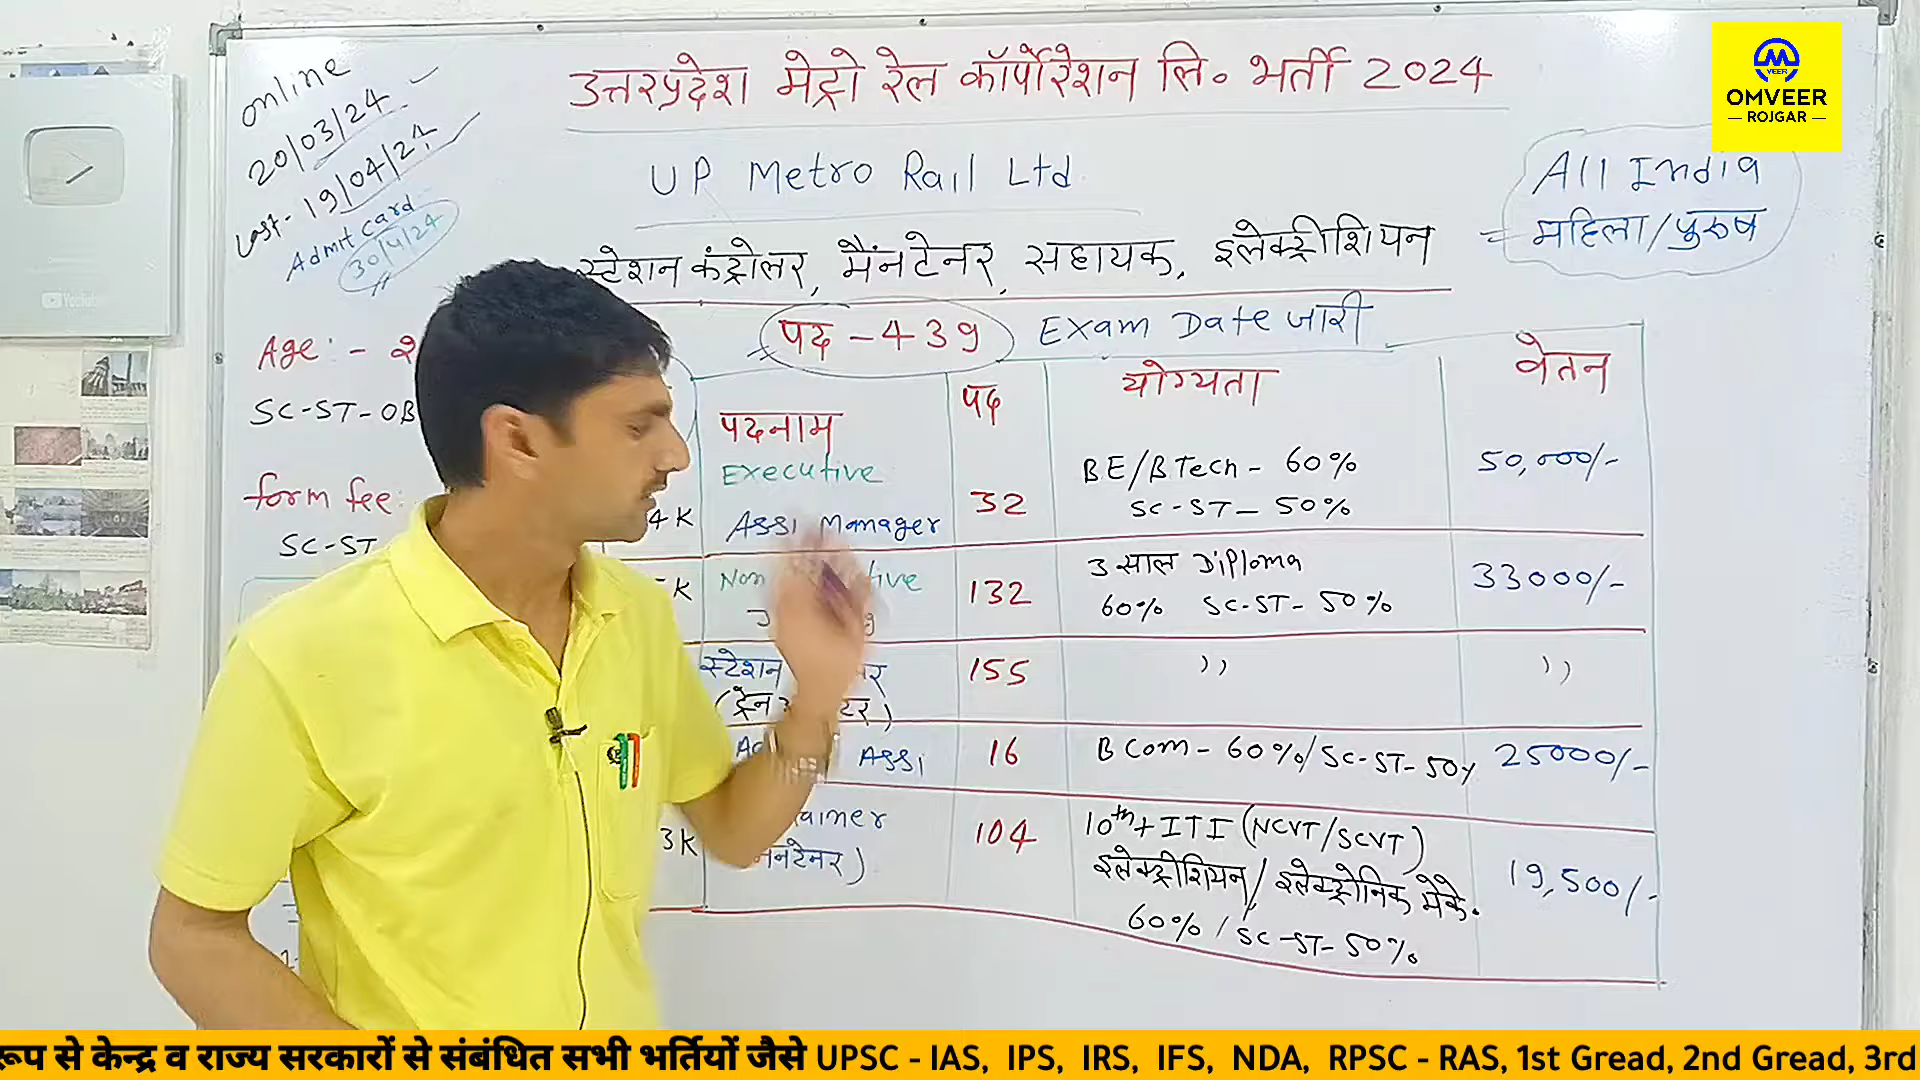 online
20/03/24
Last - 19/04/24
Admit card
30/4/24
उत्तरप्रदेश मेट्रो रेल कॉर्पोरेशन लि॰ भर्ती 2024
UP Metro Rail Ltd.
स्टेशन कंट्रोलर, मैंनटेनर, सहायक, इलेक्ट्रीशियन
All India
महिला/पुरुष
OMVEER
ROJGAR
VEER
YouTube
पद - 439
Exam Date जारी
Age: -
SC-ST-OB
form fee:
SC-ST
पदनाम पद योग्यता वेतन
Executive
Assi Manager 32 BE/B Tech - 60% 50,000/-
SC-ST - 50%
4K
Non 132 3 साल Diploma 33000/-
60% SC-ST - 50%
K
स्टेशन 155 ,, ,,
(ट्रेन
Assi 16 B Com - 60%/SC-ST-50% 25000/-
3K
104 10th + ITI (NCVT/SCVT) 19,500/-
इलेक्ट्रीशियन/इलेक्ट्रोनिक मेके.
60% / SC-ST- 50%
रूप से केन्द्र व राज्य सरकारों से संबंधित सभी भर्तियों जैसे UPSC - IAS, IPS, IRS, IFS, NDA, RPSC - RAS, 1st Gread, 2nd Gread, 3rd